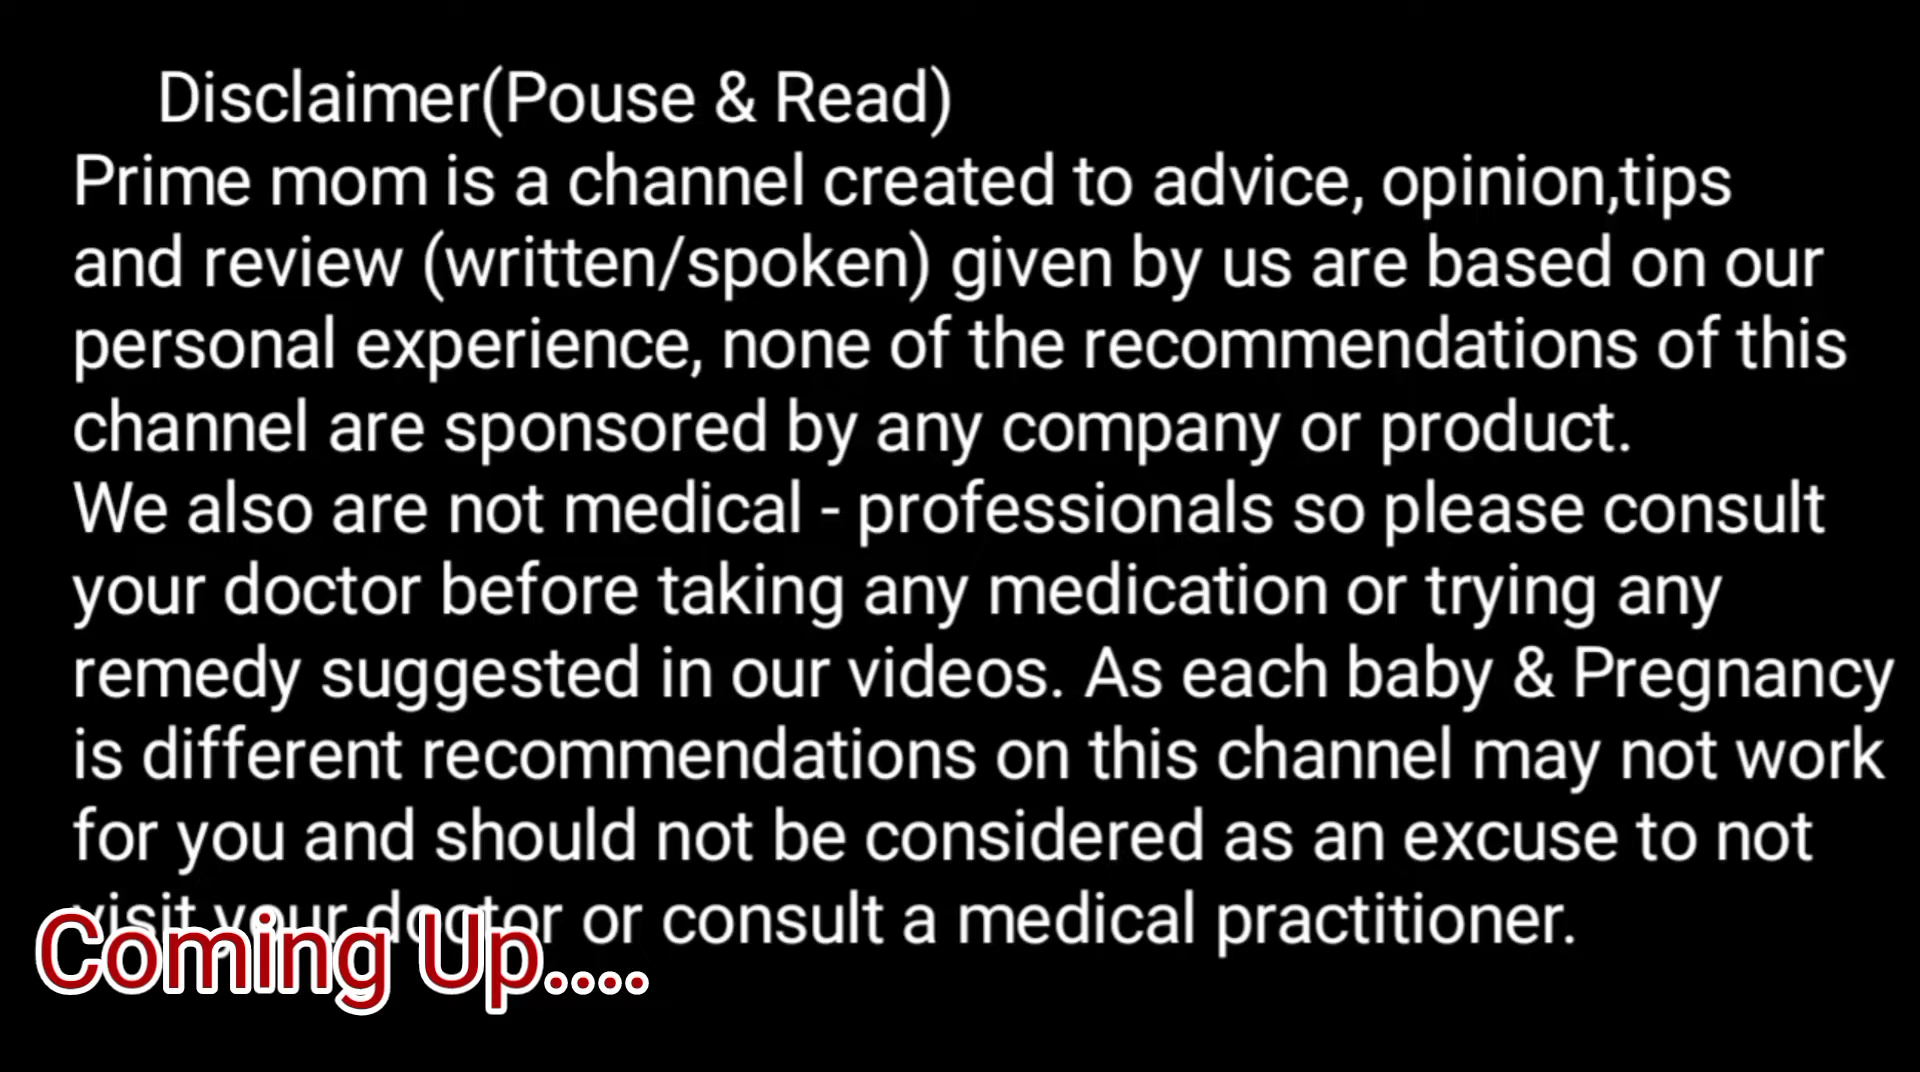 Disclaimer(Pouse & Read)
Prime mom is a channel created to advice, opinion,tips
and review (written/spoken) given by us are based on our
personal experience, none of the recommendations of this
channel are sponsored by any company or product.
We also are not medical - professionals so please consult
your doctor before taking any medication or trying any
remedy suggested in our videos. As each baby & Pregnancy
is different recommendations on this channel may not work
for you and should not be considered as an excuse to not
visit your doctor or consult a medical practitioner.
Coming Up....